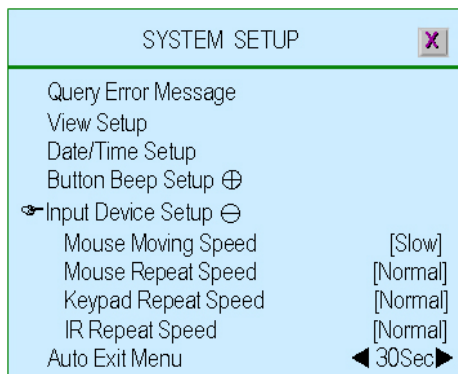 SYSTEM SETUP X
Query Error Message
View Setup
Date/Time Setup
Button Beep Setup ⊕
☞Input Device Setup ⊖
Mouse Moving Speed [Slow]
Mouse Repeat Speed [Normal]
Keypad Repeat Speed [Normal]
IR Repeat Speed [Normal]
Auto Exit Menu ◀ 30Sec▶